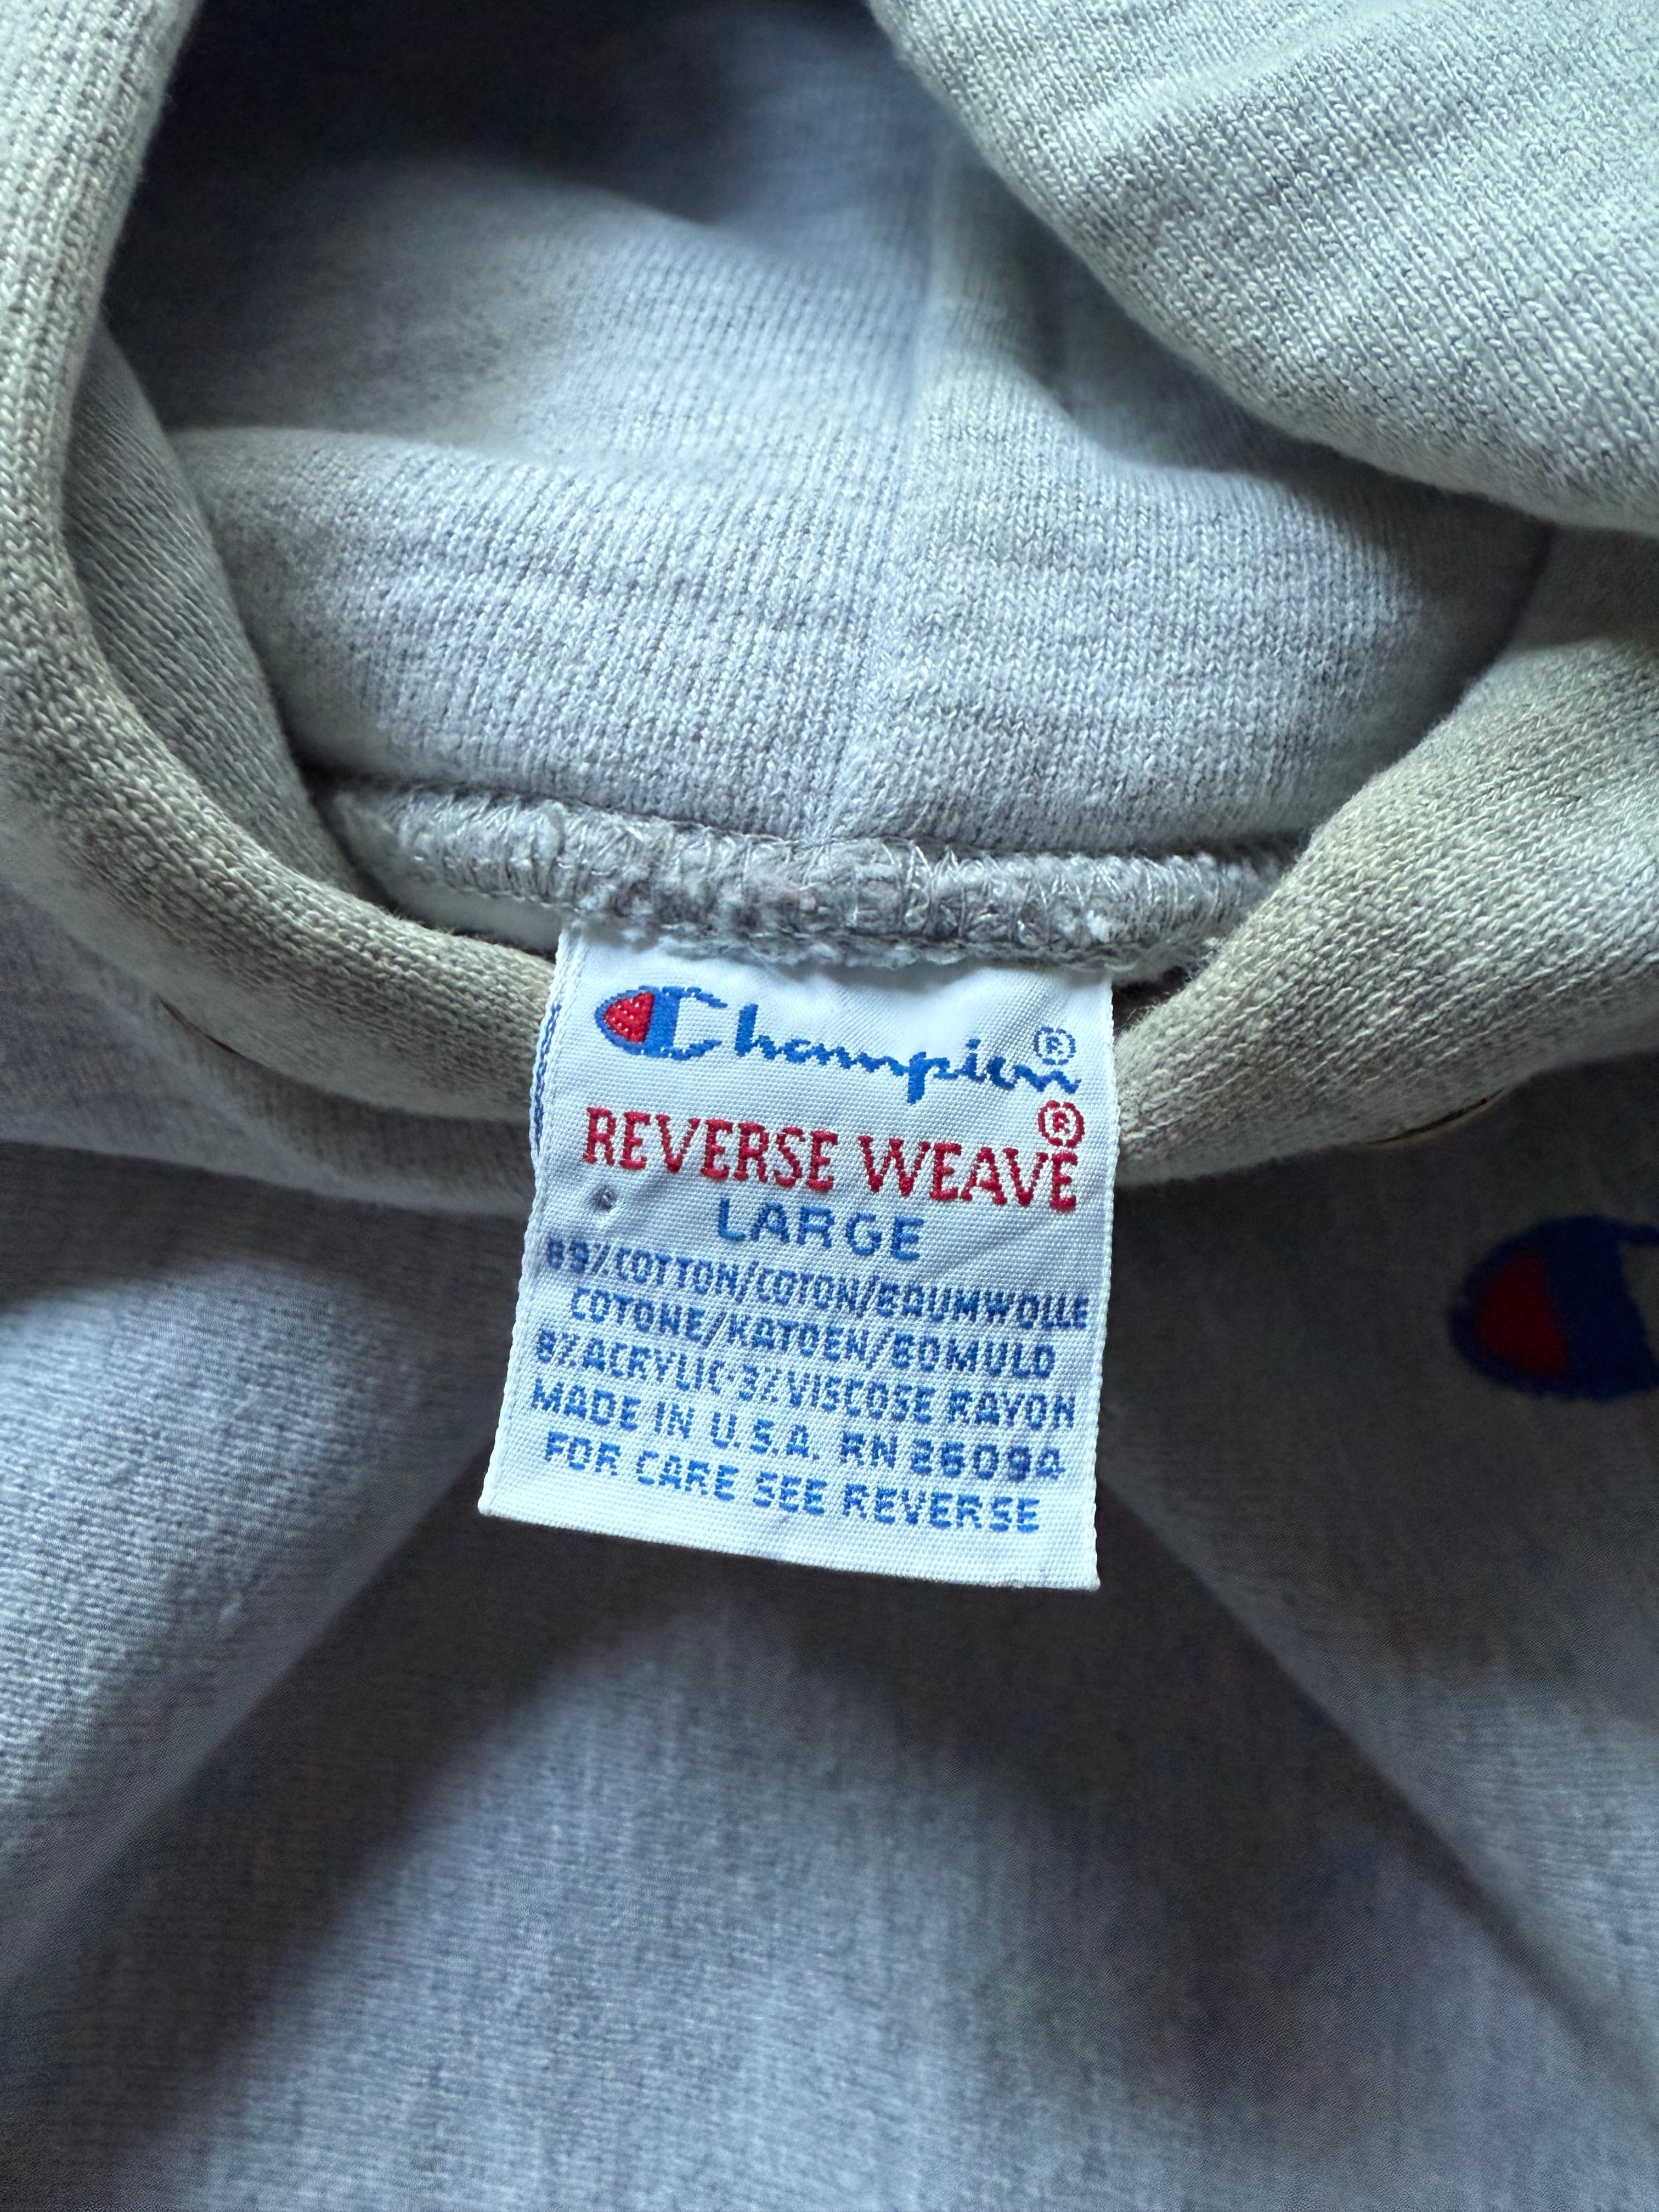 Champion®
REVERSE WEAVE®
LARGE
89%COTTON/COTON/BAUMWOLLE
COTONE/KATOEN/BOMULD
8%ACRYLIC·3%VISCOSE RAYON
MADE IN U.S.A. RN 26094
FOR CARE SEE REVERSE